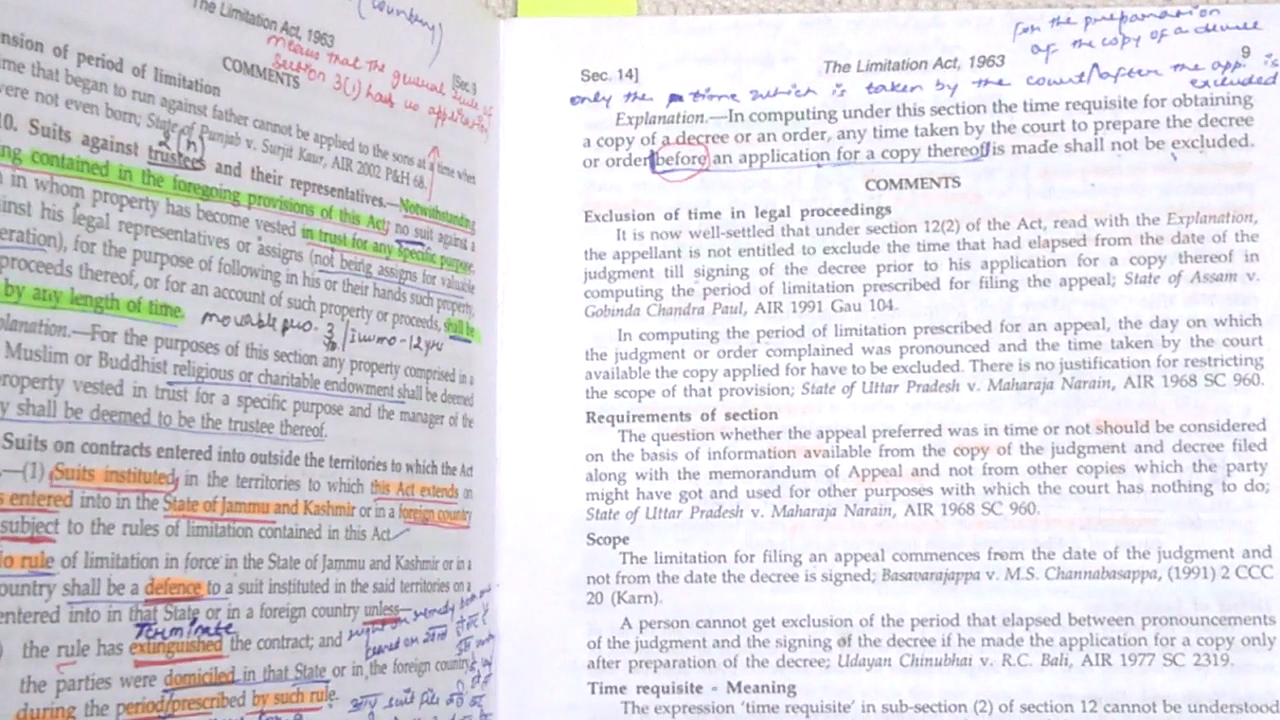 The Limitation Act, 1963
[Sec. 9
means that the general rule of
Section 3(1) has no application
nsion of period of limitation
COMMENTS
ime that began to run against father cannot be applied to the sons at a time when
were not even born; State of Punjab v. Surjit Kaur, AIR 2002 P&H 68.
2(n)
10. Suits against trustees and their representatives.—Notwithstanding
ng contained in the foregoing provisions of this Act, no suit against a
in whom property has become vested in trust for any specific purpose,
inst his legal representatives or assigns (not being assigns for valuable
eration), for the purpose of following in his or their hands such property,
proceeds thereof, or for an account of such property or proceeds, shall be
by any length of time.
movable pro. 3 /immo-12yrs
planation.—For the purposes of this section any property comprised in a
Muslim or Buddhist religious or charitable endowment shall be deemed
roperty vested in trust for a specific purpose and the manager of the
y shall be deemed to be the trustee thereof.
Suits on contracts entered into outside the territories to which the Act
—(1) Suits instituted in the territories to which this Act extends on
s entered into in the State of Jammu and Kashmir or in a foreign country
subject to the rules of limitation contained in this Act
o rule of limitation in force in the State of Jammu and Kashmir or in a
ountry shall be a defence to a suit instituted in the said territories on a
entered into in that State or in a foreign country unless—
Terminate
) the rule has extinguished the contract; and
the parties were domiciled in that State or in the foreign country
during the period prescribed by such rule.
for the preparation
of the copy of a decree
Sec. 14]
The Limitation Act, 1963
9
only the time which is taken by the court/after the app. is
excluded
Explanation.—In computing under this section the time requisite for obtaining
a copy of a decree or an order, any time taken by the court to prepare the decree
or order before an application for a copy thereof is made shall not be excluded.
COMMENTS
Exclusion of time in legal proceedings
It is now well-settled that under section 12(2) of the Act, read with the Explanation,
the appellant is not entitled to exclude the time that had elapsed from the date of the
judgment till signing of the decree prior to his application for a copy thereof in
computing the period of limitation prescribed for filing the appeal; State of Assam v.
Gobinda Chandra Paul, AIR 1991 Gau 104.
In computing the period of limitation prescribed for an appeal, the day on which
the judgment or order complained was pronounced and the time taken by the court
available the copy applied for have to be excluded. There is no justification for restricting
the scope of that provision; State of Uttar Pradesh v. Maharaja Narain, AIR 1968 SC 960.
Requirements of section
The question whether the appeal preferred was in time or not should be considered
on the basis of information available from the copy of the judgment and decree filed
along with the memorandum of Appeal and not from other copies which the party
might have got and used for other purposes with which the court has nothing to do;
State of Uttar Pradesh v. Maharaja Narain, AIR 1968 SC 960.
Scope
The limitation for filing an appeal commences from the date of the judgment and
not from the date the decree is signed; Basavarajappa v. M.S. Channabasappa, (1991) 2 CCC
20 (Karn).
A person cannot get exclusion of the period that elapsed between pronouncements
of the judgment and the signing of the decree if he made the application for a copy only
after preparation of the decree; Udayan Chinubhai v. R.C. Bali, AIR 1977 SC 2319.
Time requisite - Meaning
The expression 'time requisite' in sub-section (2) of section 12 cannot be understood